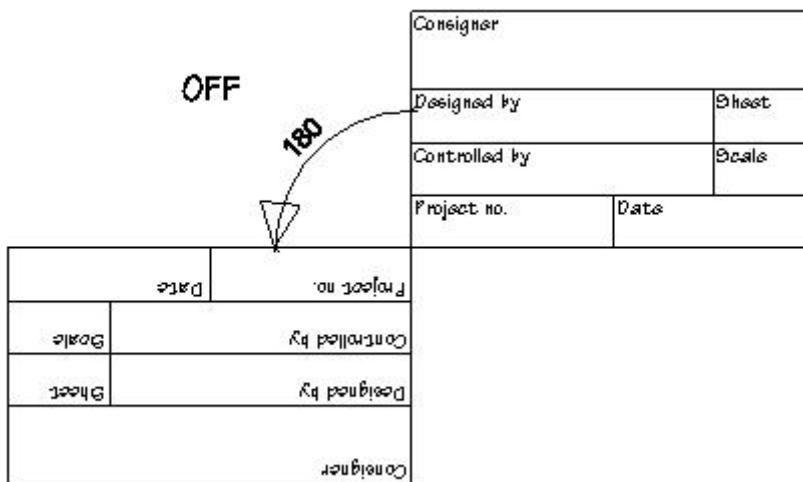 Consigner
OFF
Designed by Sheet
180
Controlled by Scale
Project no. Date
Date Project no.
Scale Controlled by
Sheet Designed by
Consigner